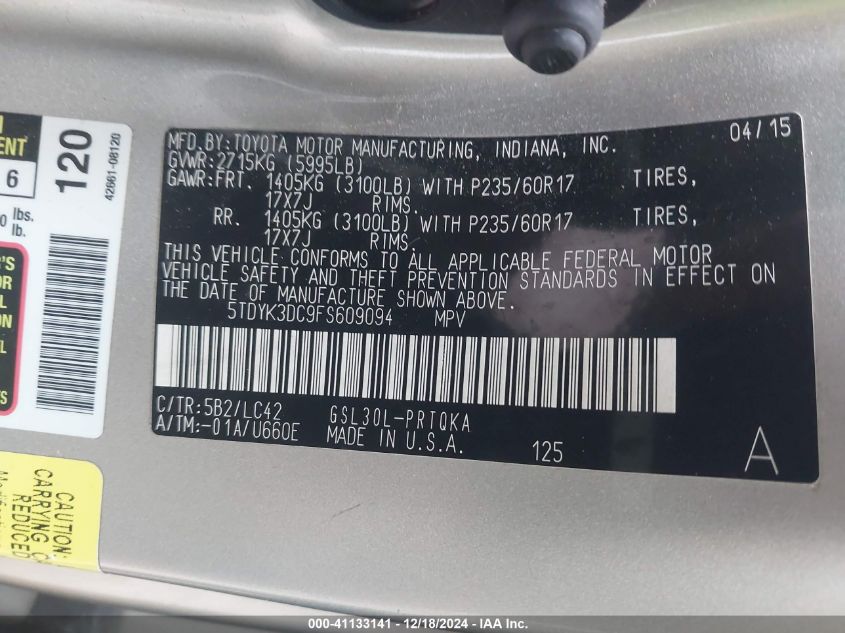 MFD.BY:TOYOTA MOTOR MANUFACTURING, INDIANA, INC. 04/15
GVWR:2715KG (5995LB)
GAWR:FRT. 1405KG (3100LB) WITH P235/60R17 TIRES,
17X7J RIMS.
RR. 1405KG (3100LB) WITH P235/60R17 TIRES,
17X7J RIMS.
THIS VEHICLE CONFORMS TO ALL APPLICABLE FEDERAL MOTOR
VEHICLE SAFETY AND THEFT PREVENTION STANDARDS IN EFFECT ON
THE DATE OF MANUFACTURE SHOWN ABOVE.
5TDYK3DC9FS609094 MPV
C/TR:5B2/LC42 GSL30L-PRTQKA
A/TM:-01A/U660E MADE IN U.S.A. 125 A
120
42661-08120
6
lbs.
lb.
CAUTION:
CARRYING
REDUCED
000-41133141 - 12/18/2024 - IAA Inc.